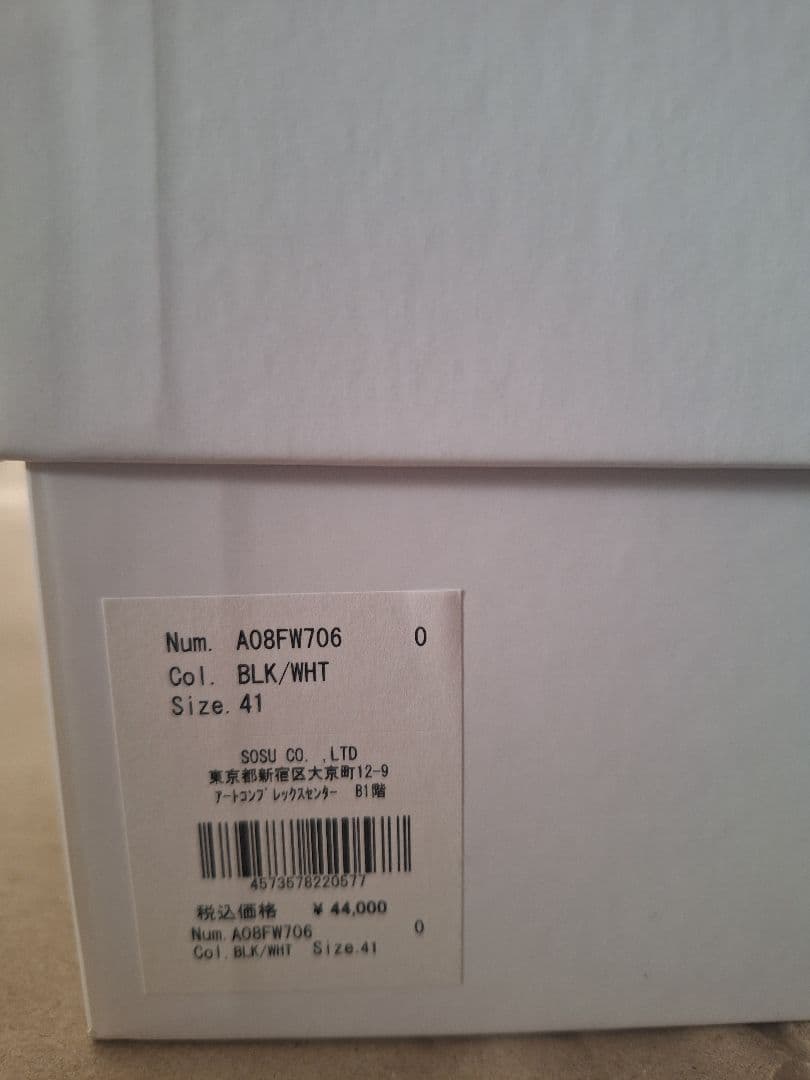 Num. A08FW706 0
Col. BLK/WHT
Size. 41
SOSU CO. ,LTD
東京都新宿区大京町12-9
ｱｰﾄｺﾝﾌﾟﾚｯｸｽｾﾝﾀｰ B1階
4573578220577
税込価格 ¥ 44,000
Num. A08FW706 0
Col. BLK/WHT Size.41